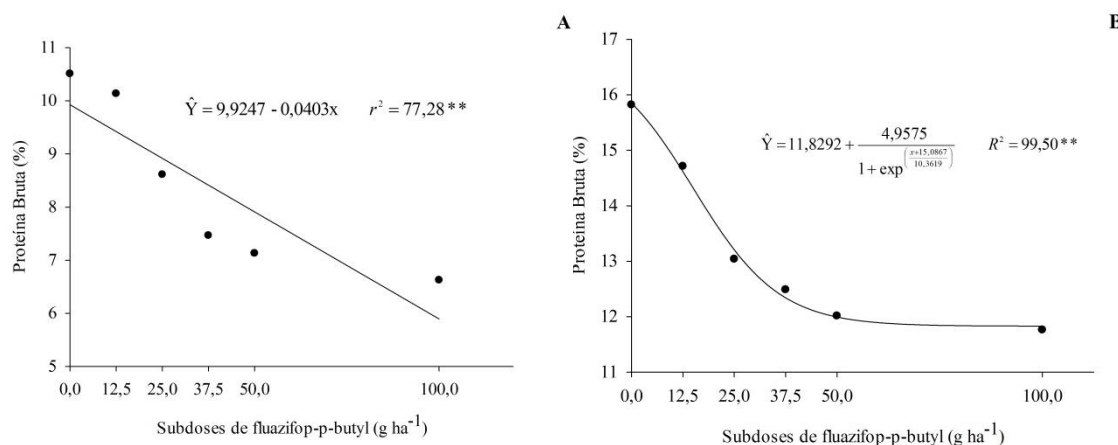 A
11
10
9
8
7
6
5
Proteína Bruta (%)
Ŷ = 9,9247 - 0,0403x r² = 77,28**
0,0 12,5 25,0 37,5 50,0 100,0
Subdoses de fluazifop-p-butyl (g ha⁻¹)
B
17
16
15
14
13
12
11
Proteína Bruta (%)
Ŷ = 11,8292 + 4,9575 / 1 + exp^((x+15,0867)/10,3619) R² = 99,50**
0,0 12,5 25,0 37,5 50,0 100,0
Subdoses de fluazifop-p-butyl (g ha⁻¹)